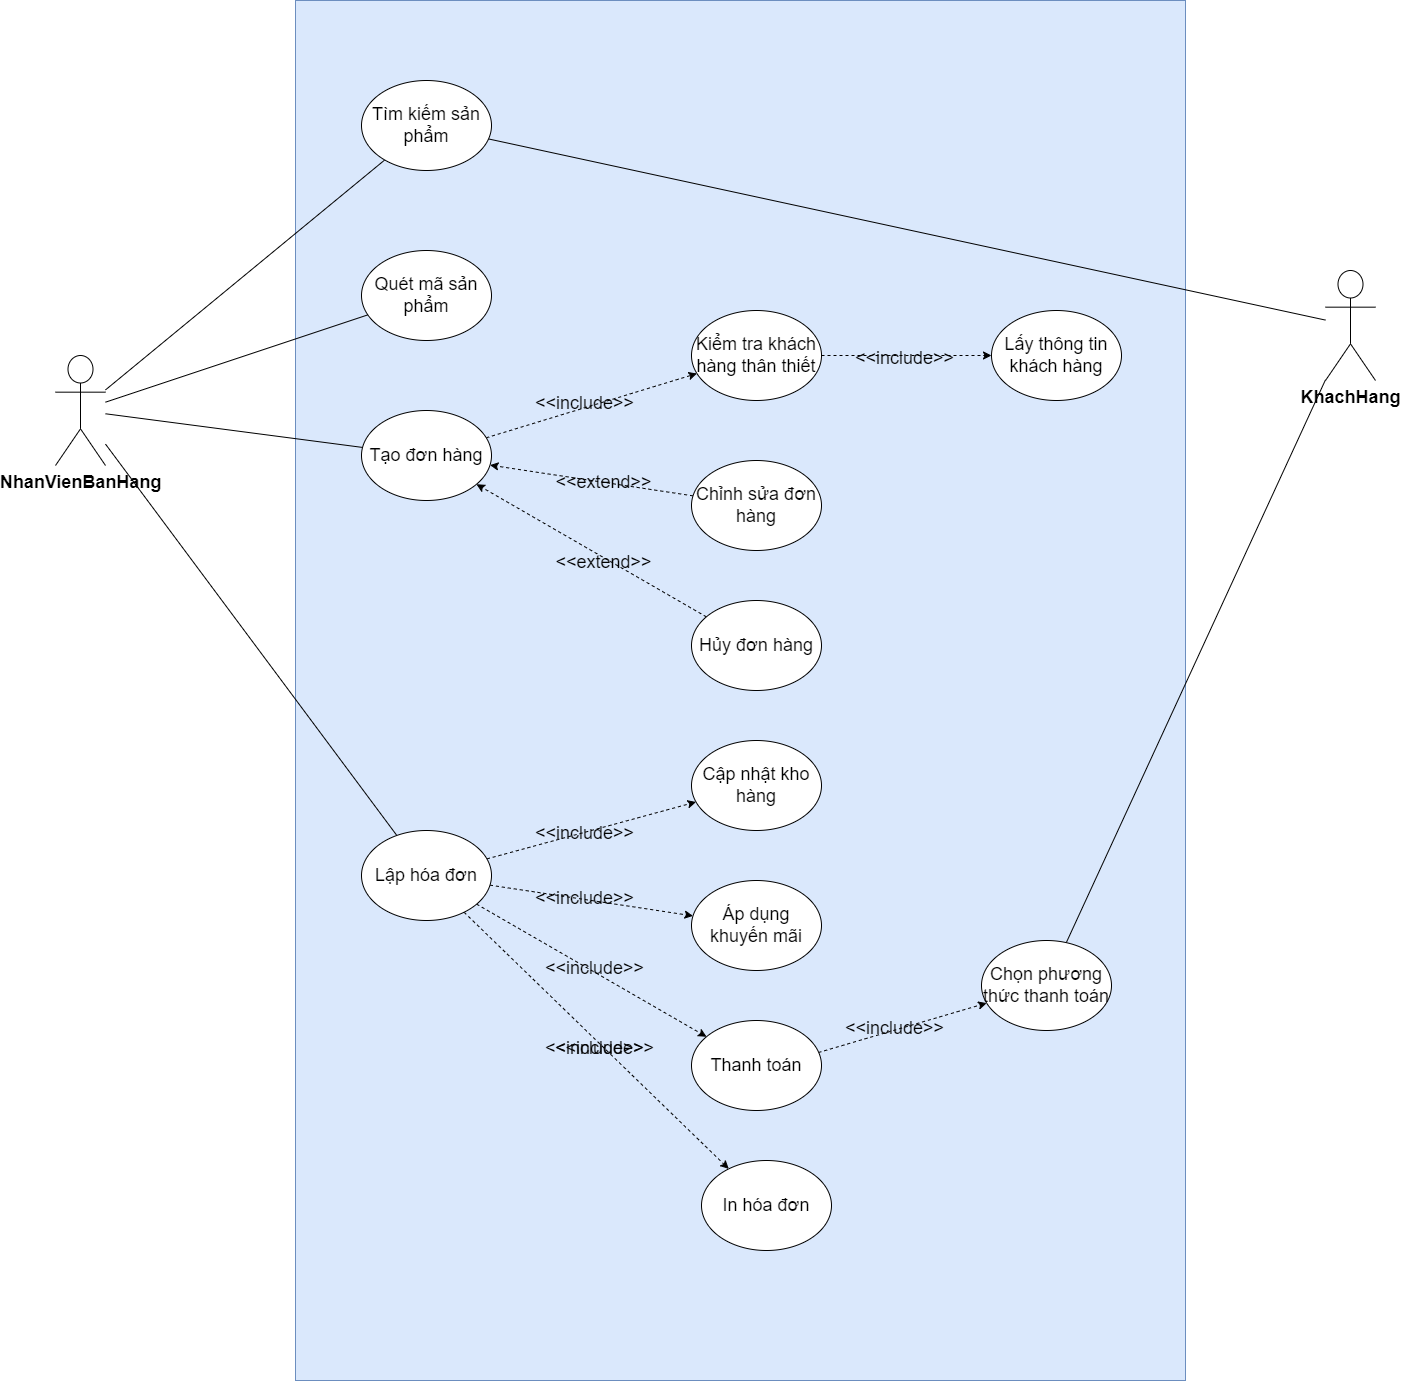 Tìm kiếm sản
phẩm
Quét mã sản
phẩm
Kiểm tra khách
hàng thân thiết
<<include>>
Lấy thông tin
khách hàng
KhachHang
<<include>>
Tạo đơn hàng
NhanVienBanHang
<<extend>>
Chỉnh sửa đơn
hàng
<<extend>>
Hủy đơn hàng
Cập nhật kho
hàng
<<include>>
Lập hóa đơn
<<include>>
Áp dụng
khuyến mãi
<<include>>
Chọn phương
thức thanh toán
<<include>>
<<include>>
<<include>>
Thanh toán
In hóa đơn